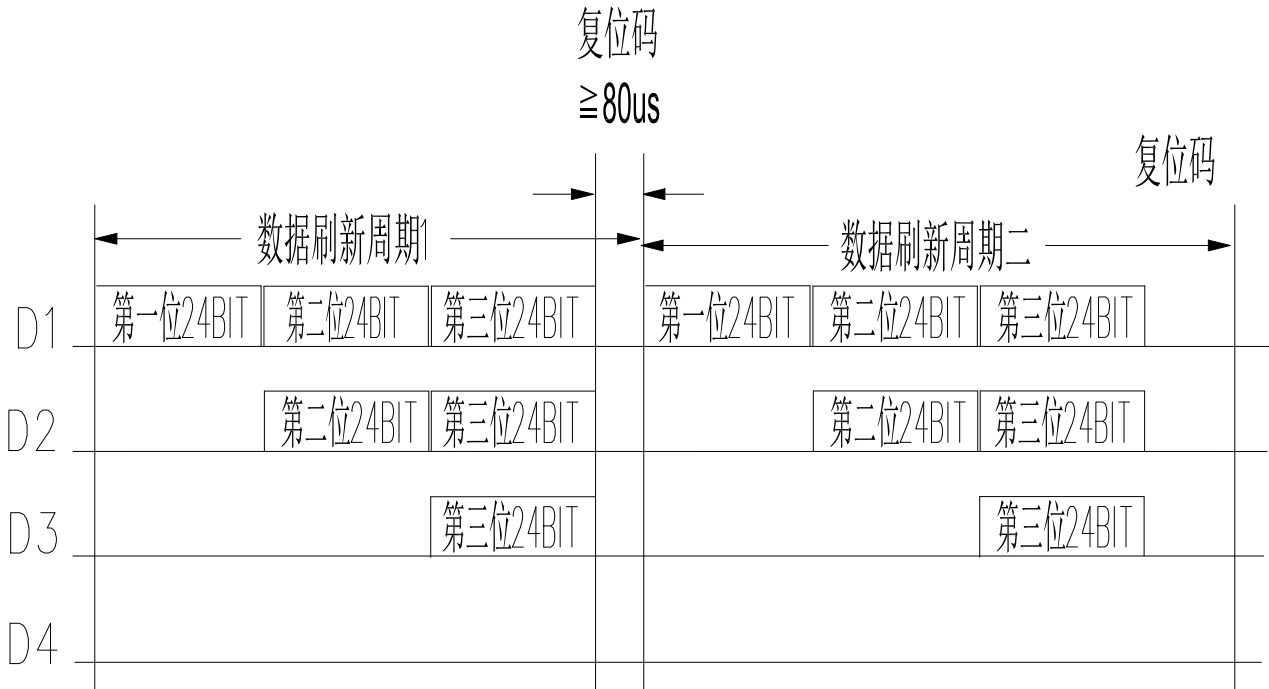 复位码
≧80us
复位码
数据刷新周期1
数据刷新周期二
D1 第一位24BIT 第二位24BIT 第三位24BIT 第一位24BIT 第二位24BIT 第三位24BIT
D2 第二位24BIT 第三位24BIT 第二位24BIT 第三位24BIT
D3 第三位24BIT 第三位24BIT
D4